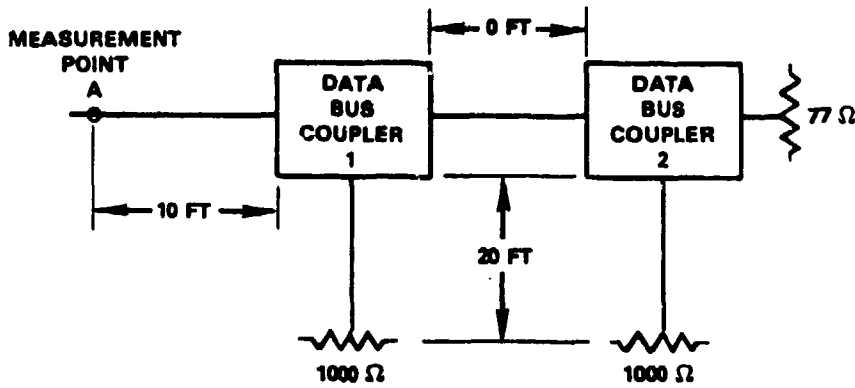 MEASUREMENT
POINT
A
0 FT
DATA
BUS
COUPLER
1
DATA
BUS
COUPLER
2
77 Ω
10 FT
20 FT
1000 Ω
1000 Ω